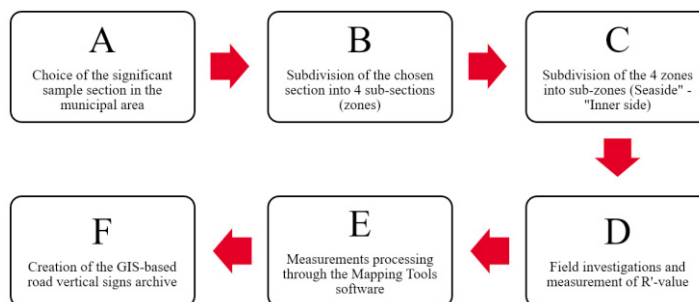 A
Choice of the significant
sample section in the
municipal area
B
Subdivision of the chosen
section into 4 sub-sections
(zones)
C
Subdivision of the 4 zones
into sub-zones (Seaside" -
"Inner side)
D
Field investigations and
measurement of R'-value
E
Measurements processing
through the Mapping Tools
software
F
Creation of the GIS-based
road vertical signs archive